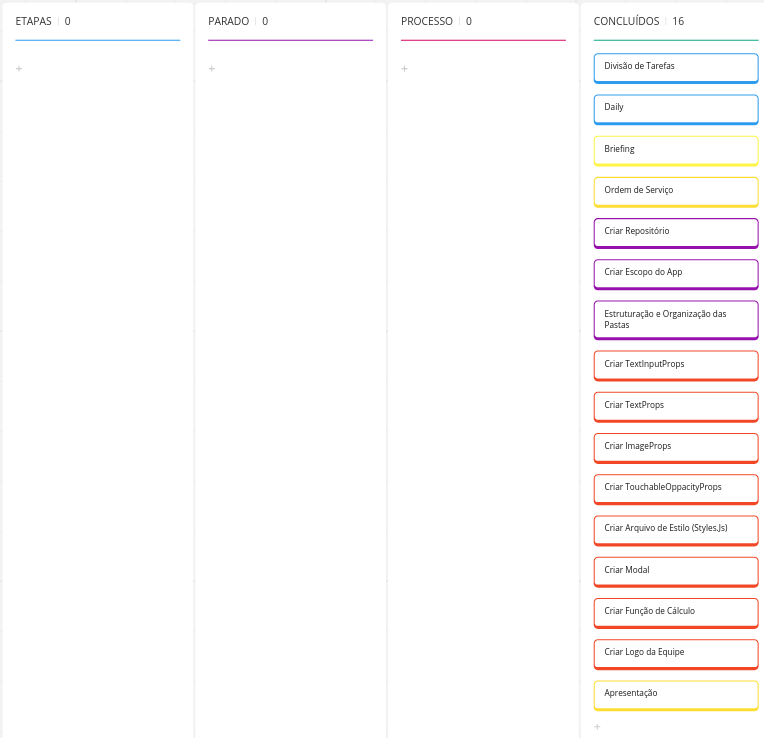 ETAPAS | 0
PARADO | 0
PROCESSO | 0
CONCLUÍDOS | 16
+
+
+
Divisão de Tarefas
Daily
Briefing
Ordem de Serviço
Criar Repositório
Criar Escopo do App
Estruturação e Organização das
Pastas
Criar TextInputProps
Criar TextProps
Criar ImageProps
Criar TouchableOppacityProps
Criar Arquivo de Estilo (Styles.Js)
Criar Modal
Criar Função de Cálculo
Criar Logo da Equipe
Apresentação
+